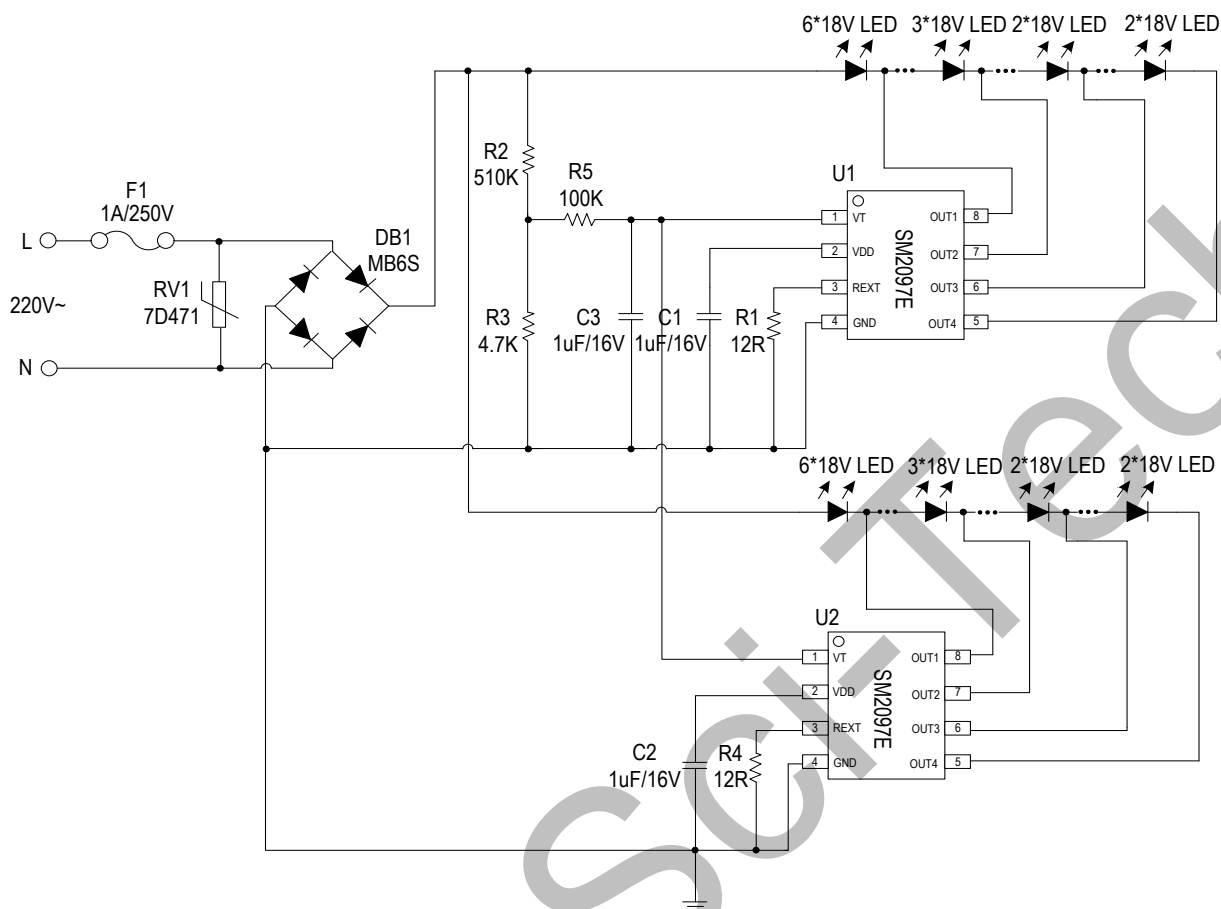 6*18V LED
3*18V LED
2*18V LED
2*18V LED
R2
510K
R5
100K
U1
F1
1A/250V
L
DB1
MB6S
RV1
7D471
220V~
N
R3
4.7K
C3
1uF/16V
C1
1uF/16V
R1
12R
1 VT OUT1 8
2 VDD OUT2 7
3 REXT OUT3 6
4 GND OUT4 5
SM2097E
6*18V LED
3*18V LED
2*18V LED
2*18V LED
U2
1 VT OUT1 8
2 VDD OUT2 7
3 REXT OUT3 6
4 GND OUT4 5
SM2097E
C2
1uF/16V
R4
12R
Sci-Tech